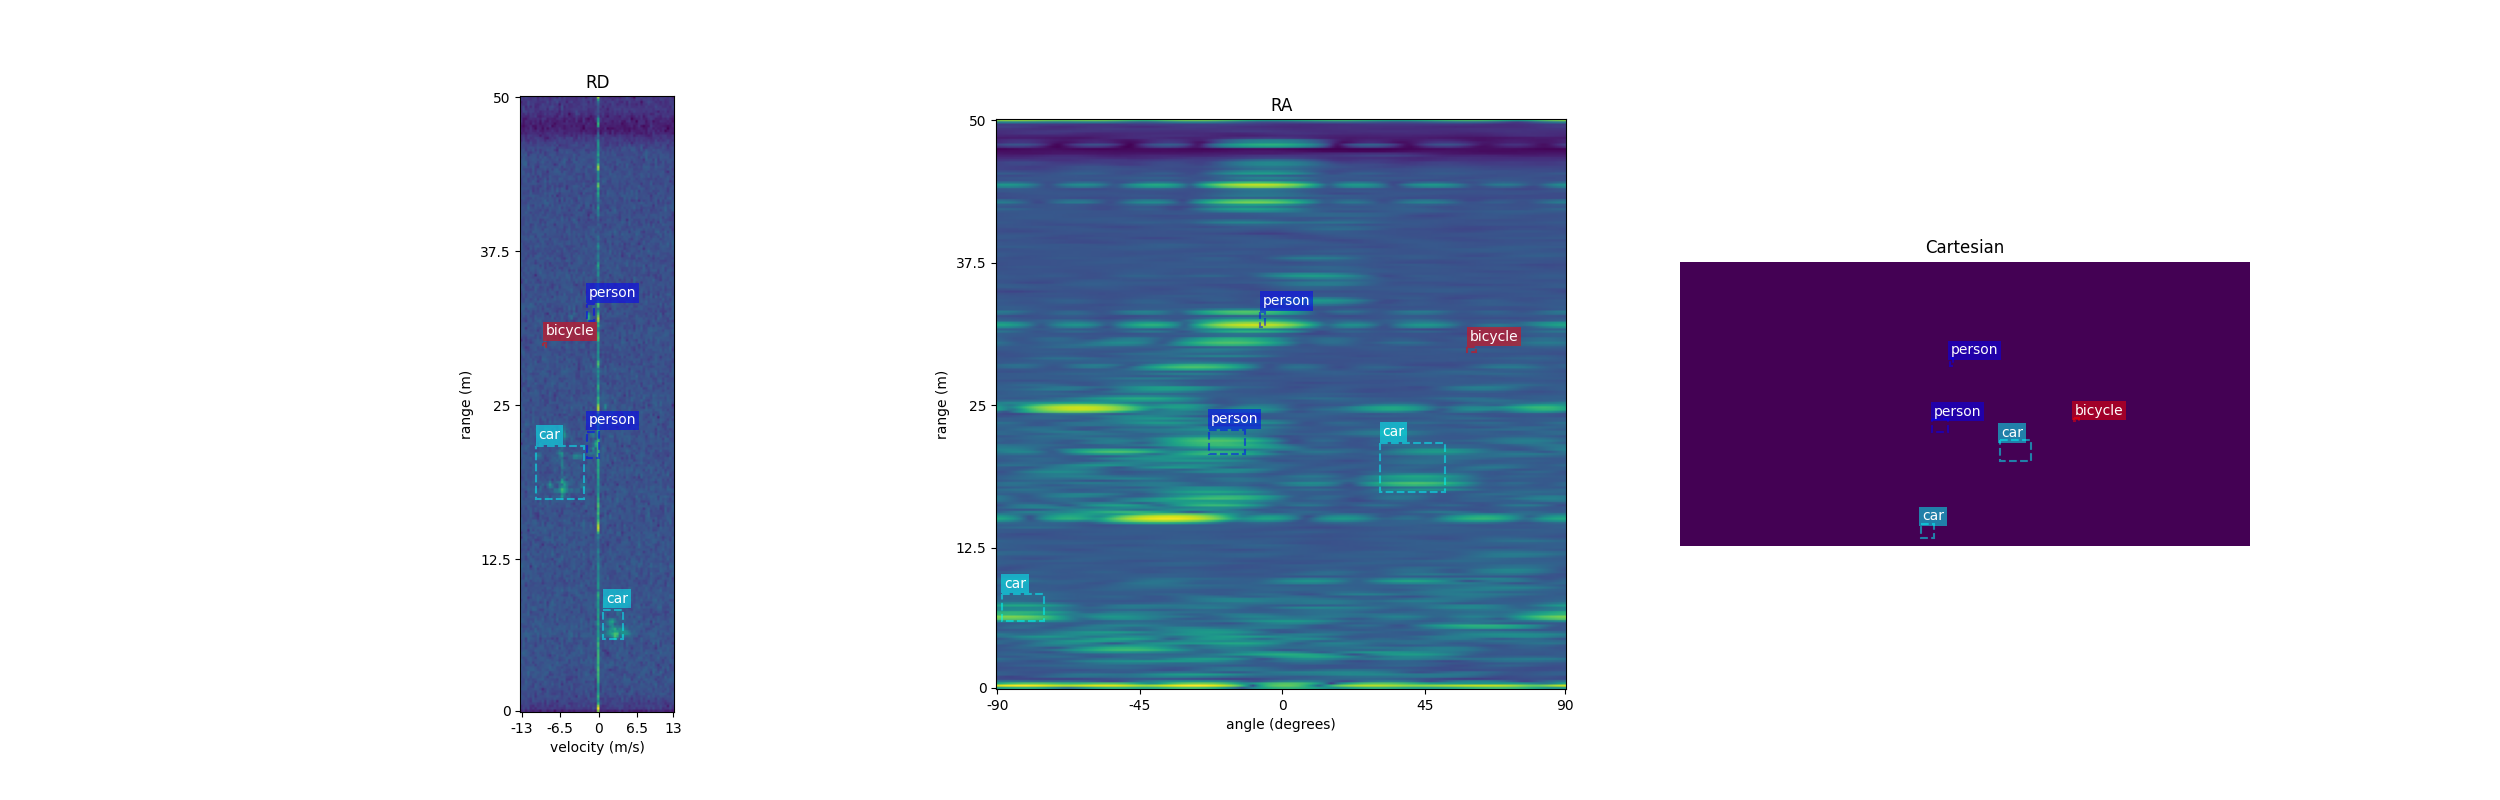 RD
50
37.5
25
12.5
0
range (m)
person
bicycle
person
car
car
-13
-6.5
0
6.5
13
velocity (m/s)
RA
50
37.5
25
12.5
0
range (m)
person
bicycle
person
car
car
-90
-45
0
45
90
angle (degrees)
Cartesian
person
person
bicycle
car
car